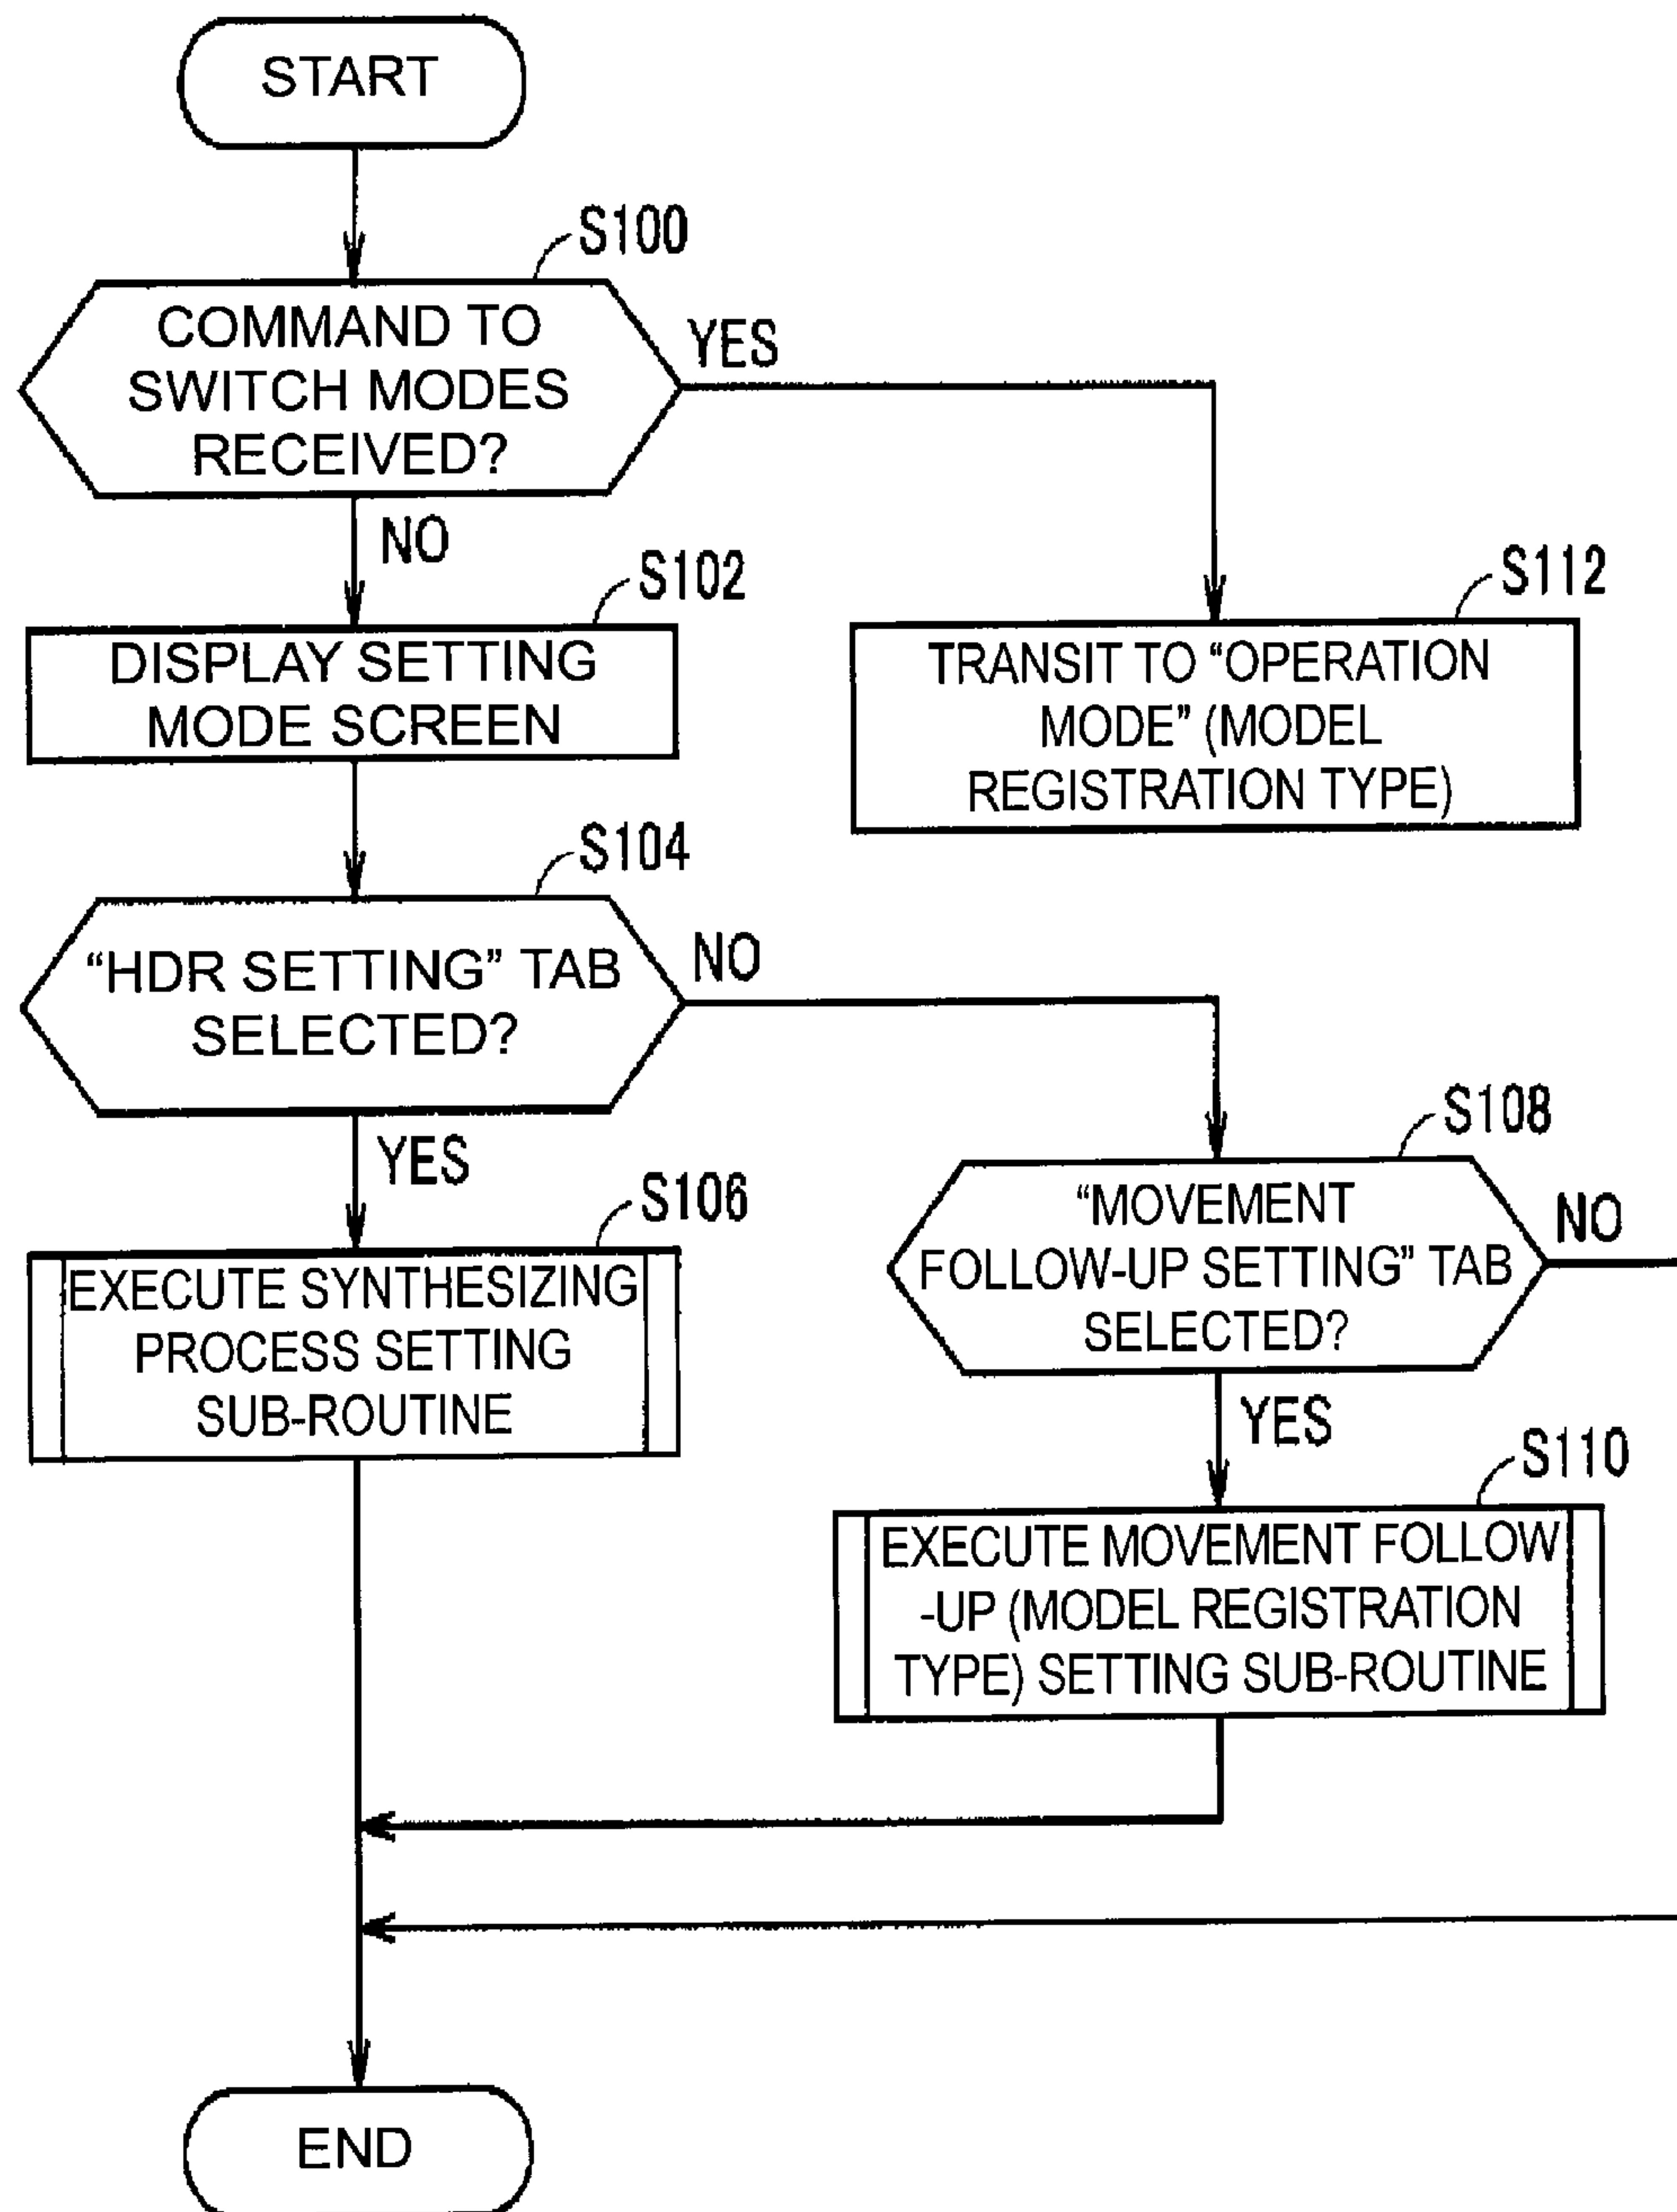 START
S100
COMMAND TO
SWITCH MODES
RECEIVED?
YES
NO
S102
DISPLAY SETTING
MODE SCREEN
S112
TRANSIT TO “OPERATION
MODE” (MODEL
REGISTRATION TYPE)
S104
“HDR SETTING” TAB
SELECTED?
NO
YES
S106
EXECUTE SYNTHESIZING
PROCESS SETTING
SUB-ROUTINE
S108
“MOVEMENT
FOLLOW-UP SETTING” TAB
SELECTED?
NO
YES
S110
EXECUTE MOVEMENT FOLLOW
-UP (MODEL REGISTRATION
TYPE) SETTING SUB-ROUTINE
END